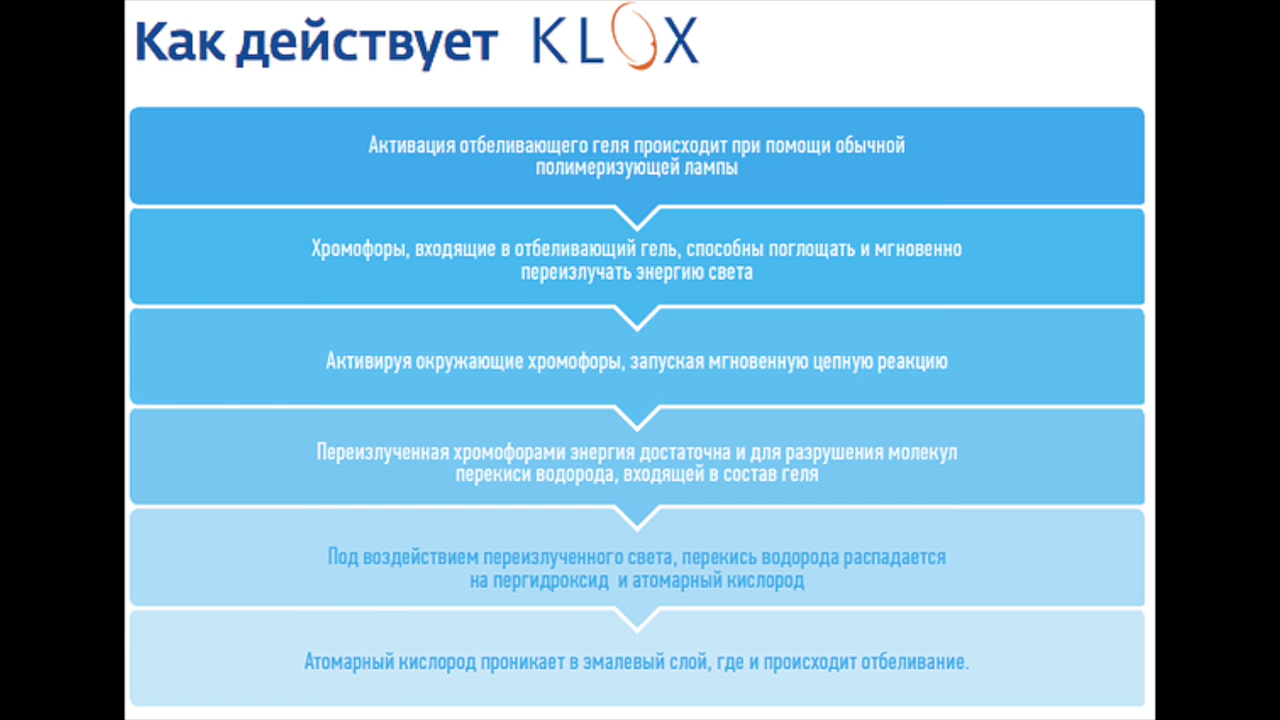 Как действует KLOX
Активация отбеливающего геля происходит при помощи обычной
полимеризующей лампы
Хромофоры, входящие в отбеливающий гель, способны поглощать и мгновенно
переизлучать энергию света
Активируя окружающие хромофоры, запуская мгновенную цепную реакцию
Переизлученная хромофорами энергия достаточна и для разрушения молекул
перекиси водорода, входящей в состав геля
Под воздействием переизлученного света, перекись водорода распадается
на пергидроксид и атомарный кислород
Атомарный кислород проникает в эмалевый слой, где и происходит отбеливание.